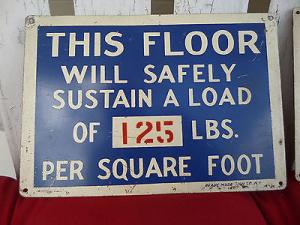 THIS FLOOR
WILL SAFELY
SUSTAIN A LOAD
OF 125 LBS.
PER SQUARE FOOT